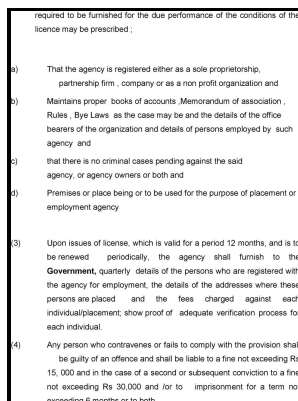 required to be furnished for the due performance of the conditions of the
licence may be prescribed ;
a) That the agency is registered either as a sole proprietorship,
partnership firm , company or as a non profit organization and
b) Maintains proper books of accounts ,Memorandum of association ,
Rules , Bye Laws as the case may be and the details of the office
bearers of the organization and details of persons employed by such
agency and
c) that there is no criminal cases pending against the said
agency, or agency owners or both and
d) Premises or place being or to be used for the purpose of placement or
employment agency
(3) Upon issues of license, which is valid for a period 12 months, and is to
be renewed periodically, the agency shall furnish to the
Government, quarterly details of the persons who are registered with
the agency for employment, the details of the addresses where these
persons are placed and the fees charged against each
individual/placement; show proof of adequate verification process for
each individual.
(4) Any person who contravenes or fails to comply with the provision shall
be guilty of an offence and shall be liable to a fine not exceeding Rs
15, 000 and in the case of a second or subsequent conviction to a fine
not exceeding Rs 30,000 and /or to imprisonment for a term not
exceeding 6 months or to both